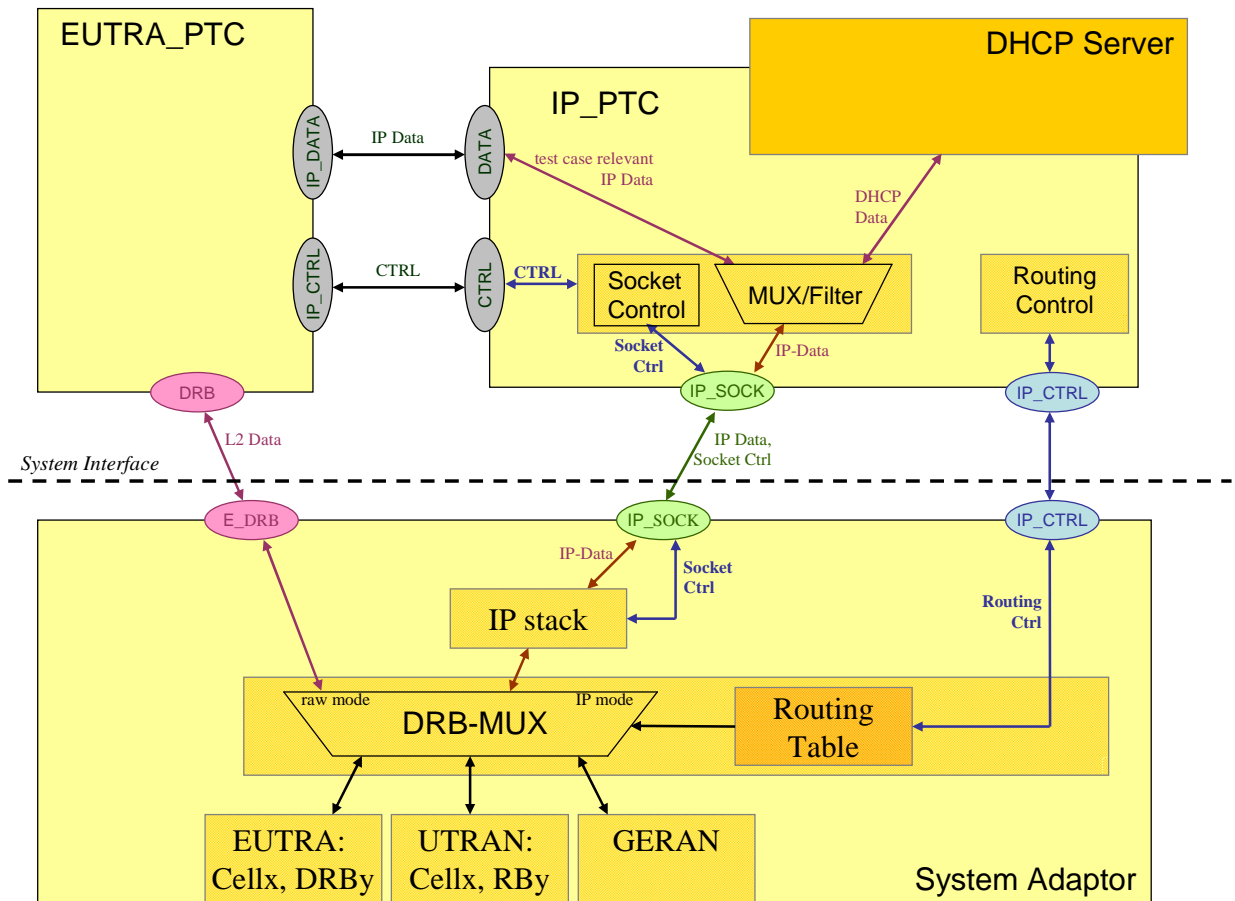 EUTRA_PTC
DHCP Server
IP_PTC
IP_DATA
IP Data
DATA
test case relevant
IP Data
DHCP
Data
IP_CTRL
CTRL
CTRL
CTRL
Socket
Control
MUX/Filter
Routing
Control
Socket
Ctrl
IP-Data
DRB
IP_SOCK
IP_CTRL
L2 Data
IP Data,
Socket Ctrl
System Interface
E_DRB
IP_SOCK
IP_CTRL
IP-Data
Socket
Ctrl
IP stack
Routing
Ctrl
raw mode
IP mode
DRB-MUX
Routing
Table
EUTRA:
Cellx, DRBy
UTRAN:
Cellx, RBy
GERAN
System Adaptor